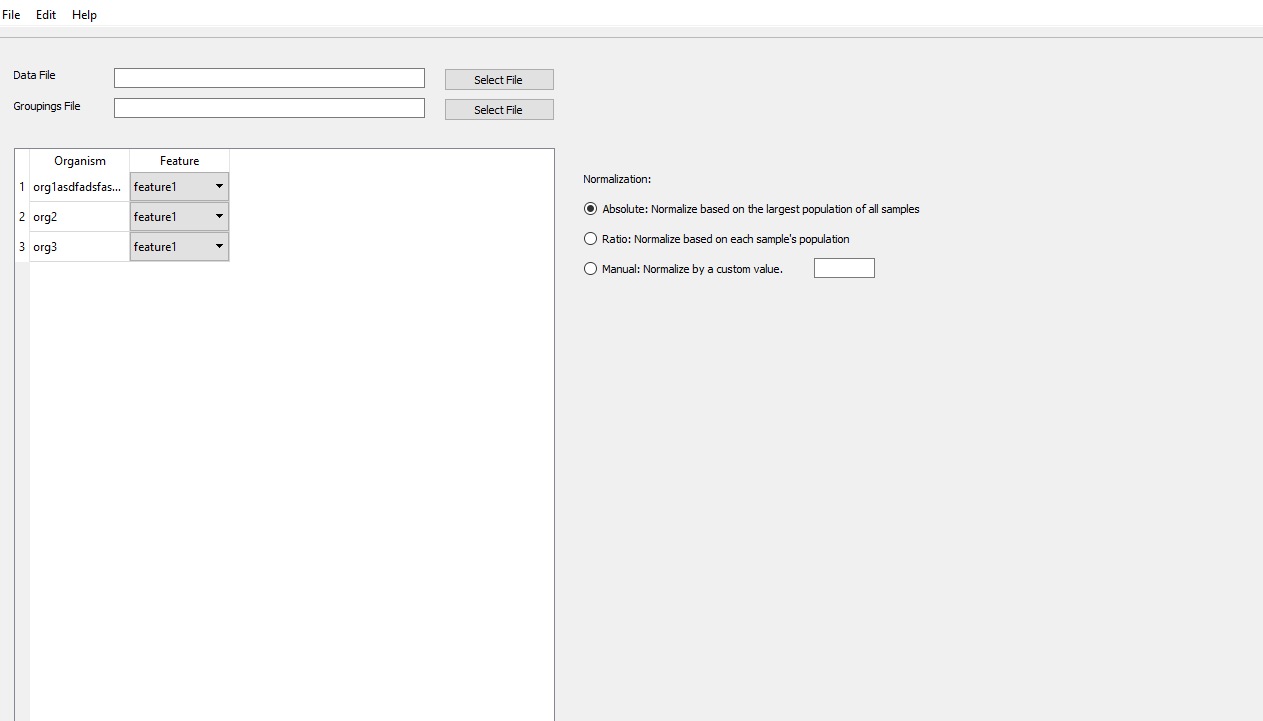 File Edit Help
Data File Select File
Groupings File Select File
Organism Feature
1 org1asdfadsfas... feature1
2 org2 feature1
3 org3 feature1
Normalization:
Absolute: Normalize based on the largest population of all samples
Ratio: Normalize based on each sample's population
Manual: Normalize by a custom value.